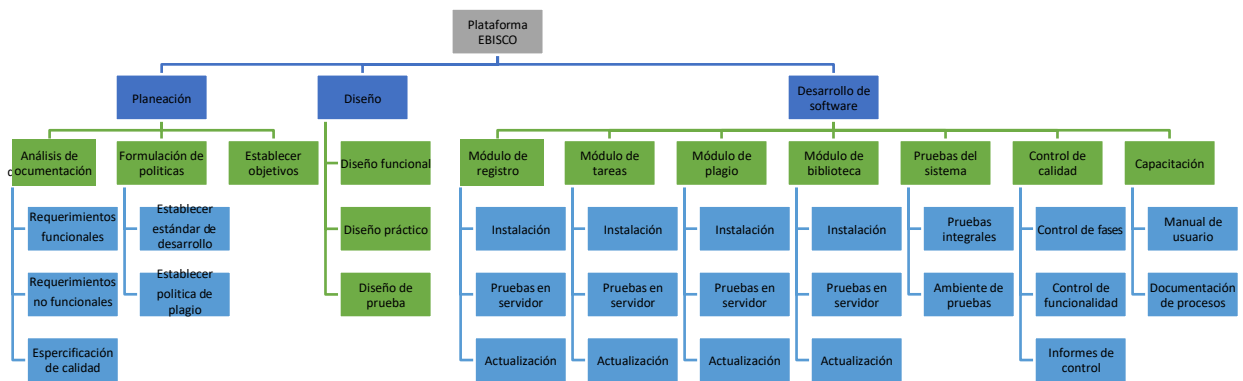 Plataforma
EBISCO
Planeación
Diseño
Desarrollo de
software
Análisis de
documentación
Formulación de
politicas
Establecer
objetivos
Diseño funcional
Módulo de
registro
Módulo de
tareas
Módulo de
plagio
Módulo de
biblioteca
Pruebas del
sistema
Control de
calidad
Capacitación
Requerimientos
funcionales
Establecer
estándar de
desarrollo
Diseño práctico
Instalación
Instalación
Instalación
Instalación
Pruebas
integrales
Control de fases
Manual de
usuario
Requerimientos
no funcionales
Establecer
politica de
plagio
Diseño de
prueba
Pruebas en
servidor
Pruebas en
servidor
Pruebas en
servidor
Pruebas en
servidor
Ambiente de
pruebas
Control de
funcionalidad
Documentación
de procesos
Espercificación
de calidad
Actualización
Actualización
Actualización
Actualización
Informes de
control